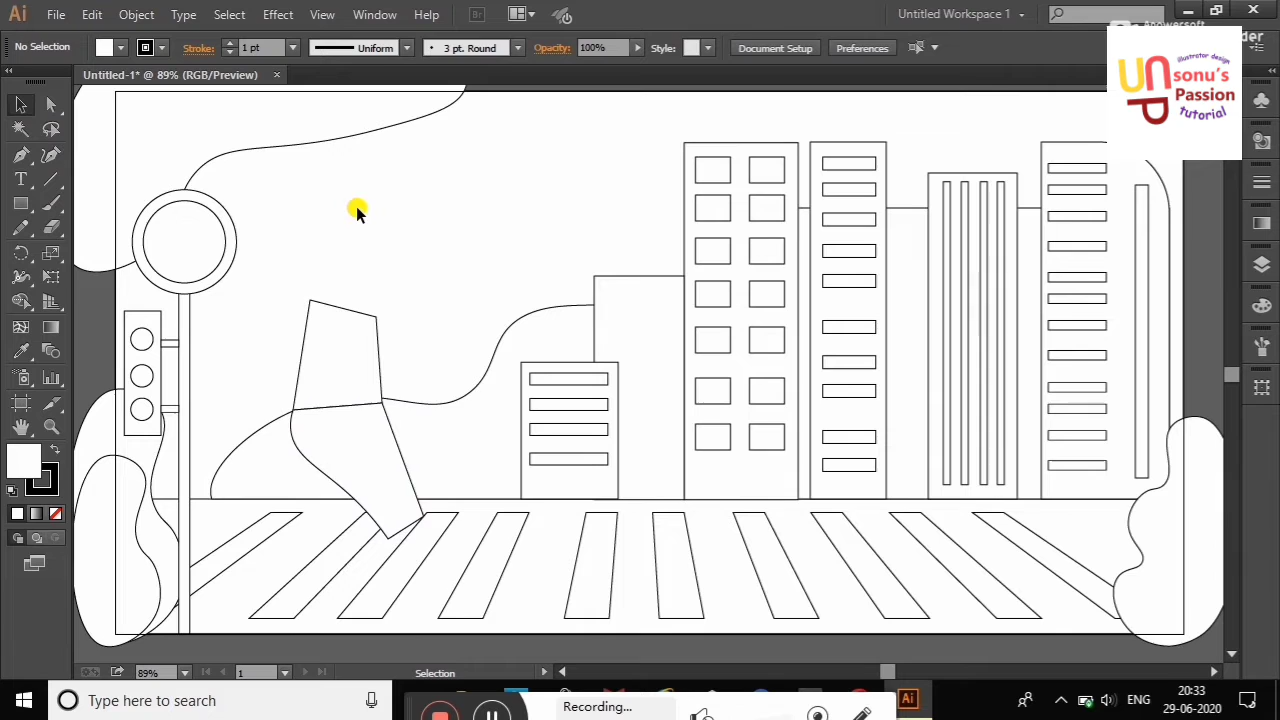 Ai File Edit Object Type Select Effect View Window Help Br Untitled Workspace 1
No Selection Stroke: 1 pt Uniform 3 pt. Round Opacity: 100% Style: Document Setup Preferences
Untitled-1* @ 89% (RGB/Preview)
illustrator design
sonu's
Passion
tutorial
89% 1 Selection
Type here to search Recording... Ai ENG 20:33
29-06-2020